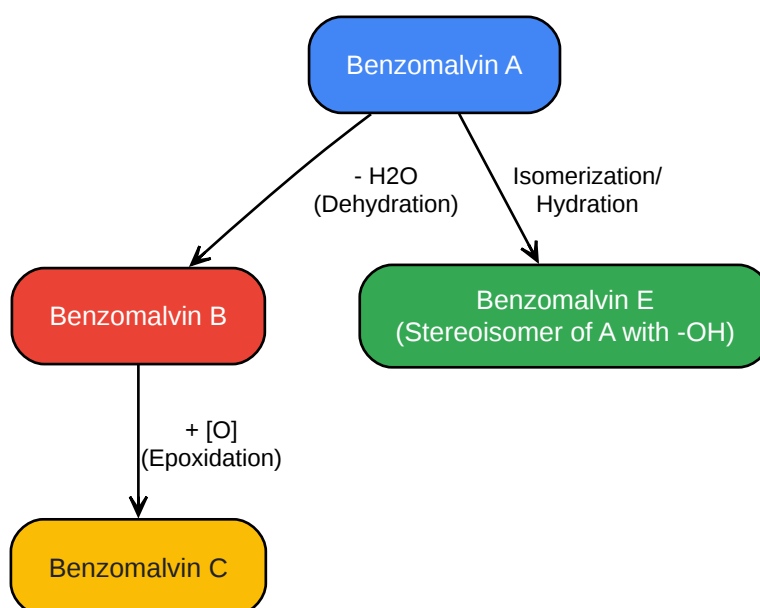 Benzomalvin A
- H2O
(Dehydration)
Isomerization/
Hydration
Benzomalvin B
Benzomalvin E
(Stereoisomer of A with -OH)
+ [O]
(Epoxidation)
Benzomalvin C